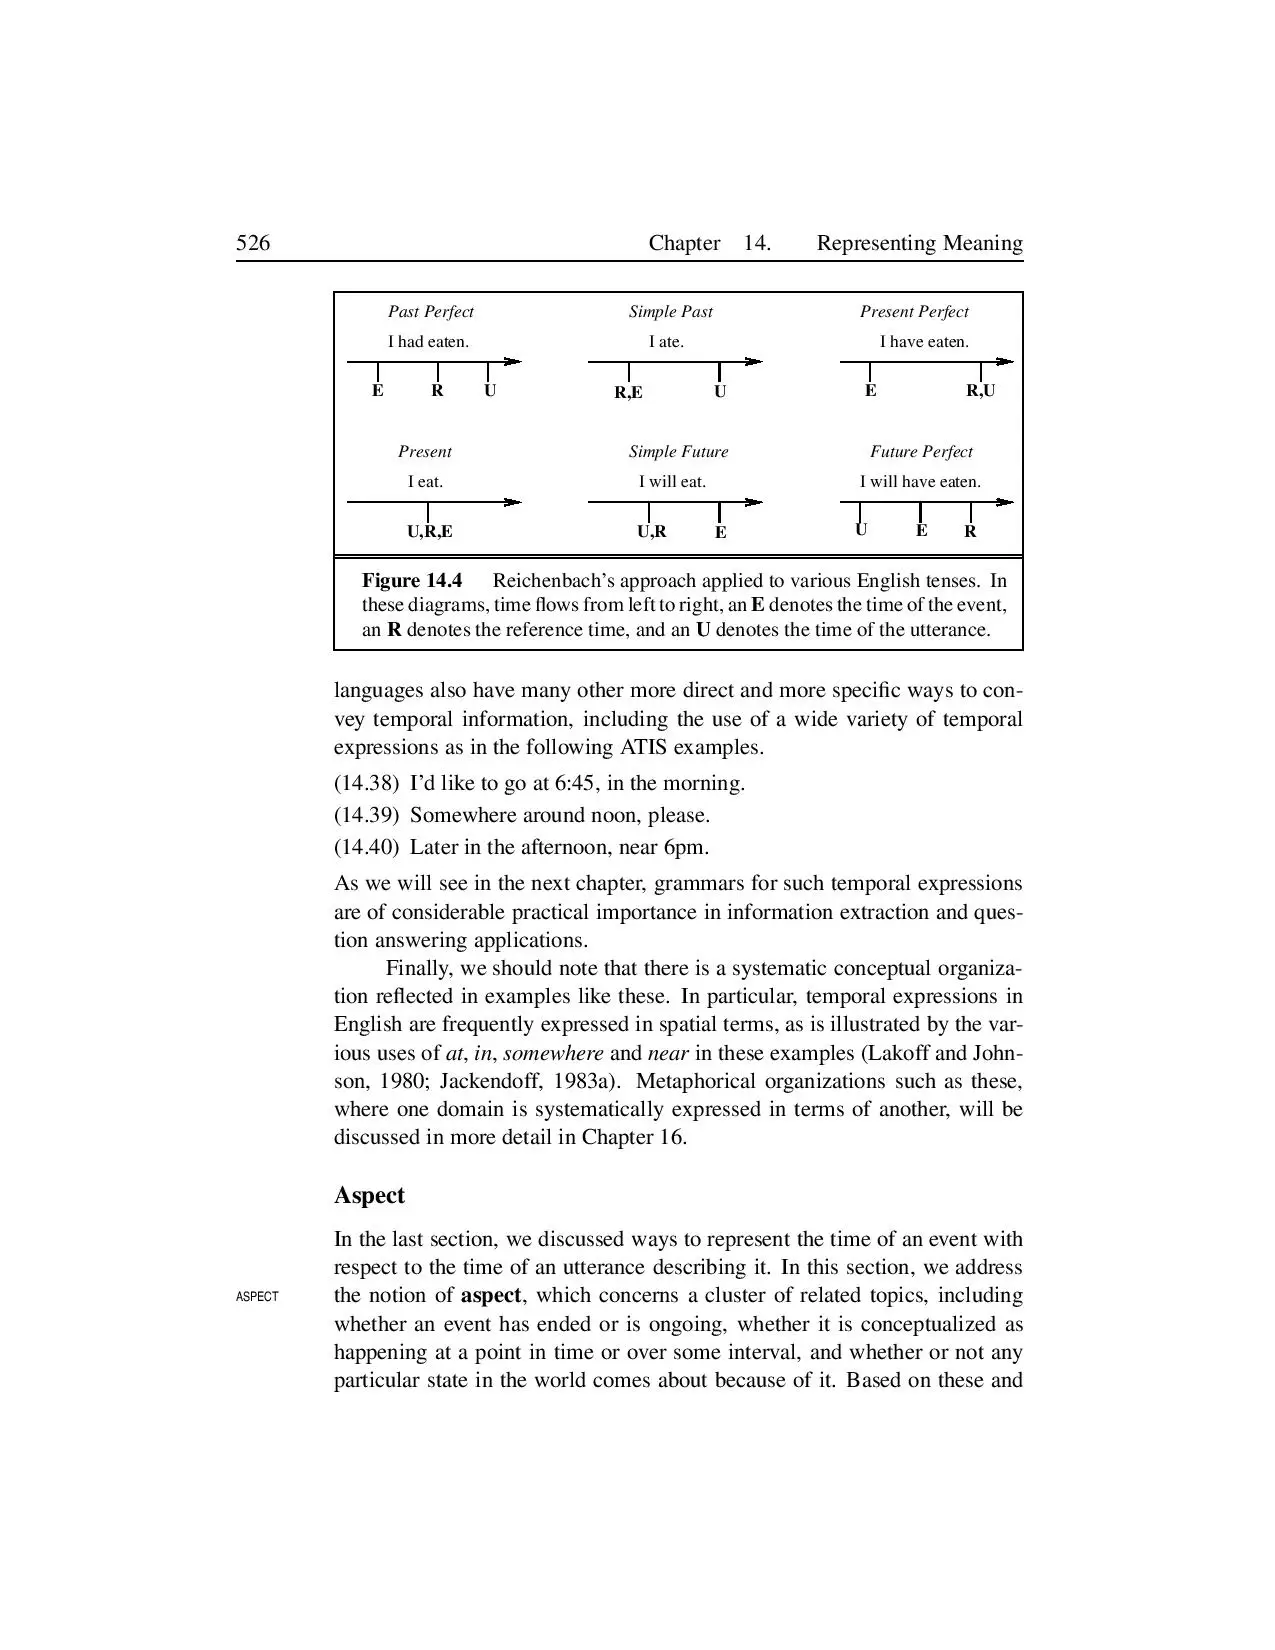 526 Chapter 14. Representing Meaning
Past Perfect Simple Past Present Perfect
I had eaten. I ate. I have eaten.
E R U R,E U E R,U
Present Simple Future Future Perfect
I eat. I will eat. I will have eaten.
U,R,E U,R E U E R
Figure 14.4 Reichenbach's approach applied to various English tenses. In
these diagrams, time flows from left to right, an E denotes the time of the event,
an R denotes the reference time, and an U denotes the time of the utterance.
languages also have many other more direct and more specific ways to con-
vey temporal information, including the use of a wide variety of temporal
expressions as in the following ATIS examples.
(14.38) I'd like to go at 6:45, in the morning.
(14.39) Somewhere around noon, please.
(14.40) Later in the afternoon, near 6pm.
As we will see in the next chapter, grammars for such temporal expressions
are of considerable practical importance in information extraction and ques-
tion answering applications.
Finally, we should note that there is a systematic conceptual organiza-
tion reflected in examples like these. In particular, temporal expressions in
English are frequently expressed in spatial terms, as is illustrated by the var-
ious uses of at, in, somewhere and near in these examples (Lakoff and John-
son, 1980; Jackendoff, 1983a). Metaphorical organizations such as these,
where one domain is systematically expressed in terms of another, will be
discussed in more detail in Chapter 16.
Aspect
In the last section, we discussed ways to represent the time of an event with
respect to the time of an utterance describing it. In this section, we address
ASPECT the notion of aspect, which concerns a cluster of related topics, including
whether an event has ended or is ongoing, whether it is conceptualized as
happening at a point in time or over some interval, and whether or not any
particular state in the world comes about because of it. Based on these and